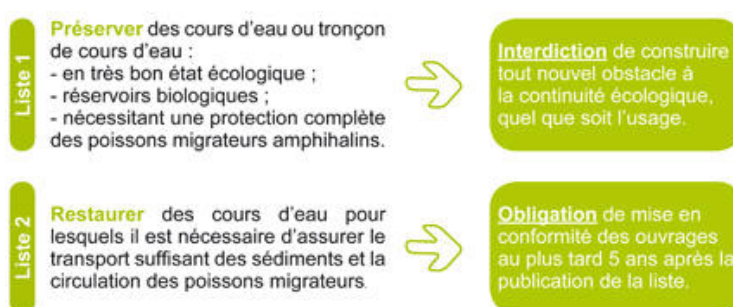 Liste 1
Préserver des cours d'eau ou tronçon
de cours d'eau :
- en très bon état écologique ;
- réservoirs biologiques ;
- nécessitant une protection complète
des poissons migrateurs amphihalins.
Interdiction de construire
tout nouvel obstacle à
la continuité écologique,
quel que soit l'usage.
Liste 2
Restaurer des cours d'eau pour
lesquels il est nécessaire d'assurer le
transport suffisant des sédiments et la
circulation des poissons migrateurs.
Obligation de mise en
conformité des ouvrages
au plus tard 5 ans après la
publication de la liste.